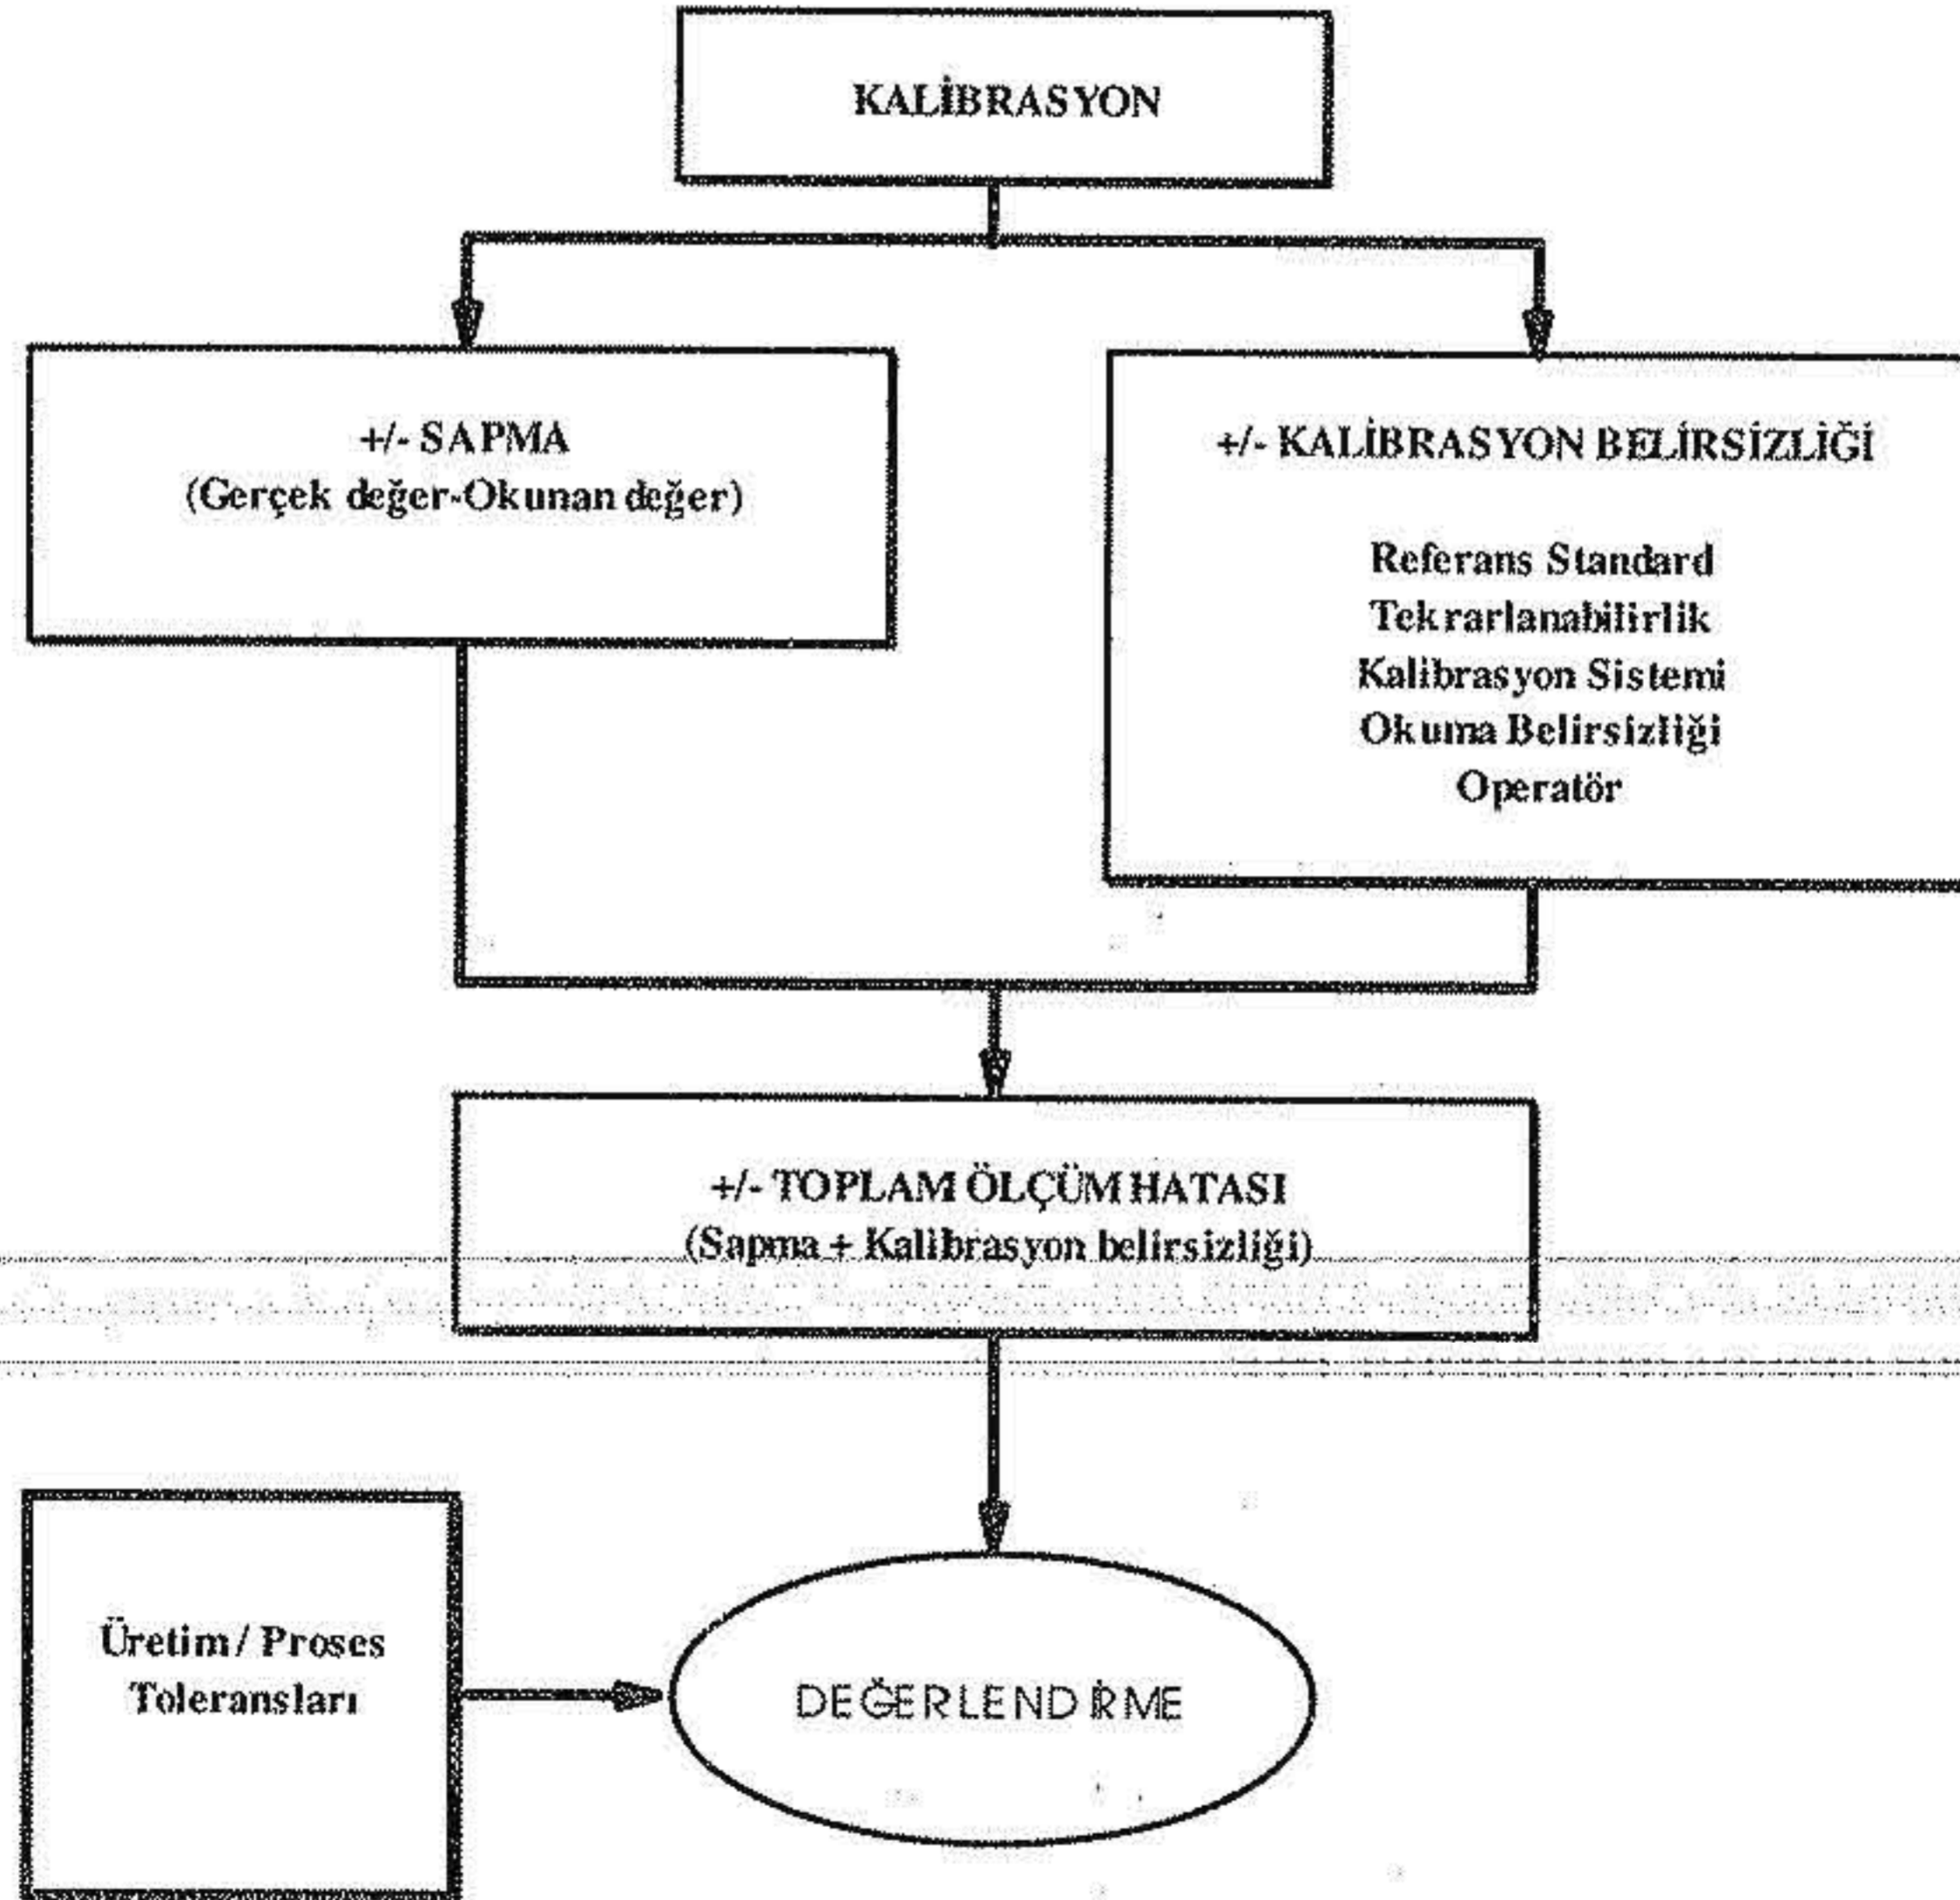 KALİBRASYON
+/- SAPMA
(Gerçek değer-Okunan değer)
+/- KALİBRASYON BELİRSİZLİĞİ
Referans Standard
Tekrarlanabilirlik
Kalibrasyon Sistemi
Okuma Belirsizliği
Operatör
+/- TOPLAM ÖLÇÜM HATASI
(Sapma + Kalibrasyon belirsizliği)
Üretim / Proses
Toleransları
DEĞERLENDİRME